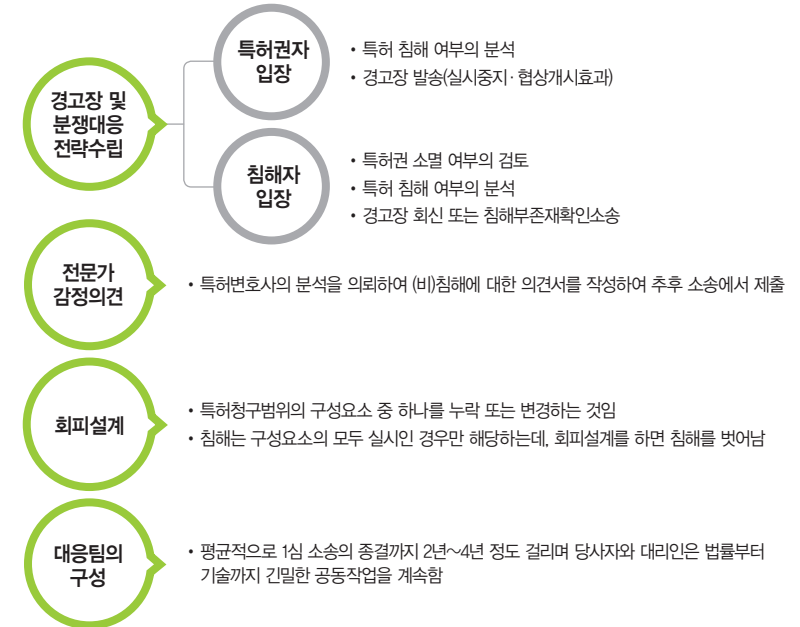 경고장 및
분쟁대응
전략수립
특허권자
입장
• 특허 침해 여부의 분석
• 경고장 발송(실시중지·협상개시효과)
침해자
입장
• 특허권 소멸 여부의 검토
• 특허 침해 여부의 분석
• 경고장 회신 또는 침해부존재확인소송
전문가
감정의견
• 특허변호사의 분석을 의뢰하여 (비)침해에 대한 의견서를 작성하여 추후 소송에서 제출
회피설계
• 특허청구범위의 구성요소 중 하나를 누락 또는 변경하는 것임
• 침해는 구성요소의 모두 실시인 경우만 해당하는데, 회피설계를 하면 침해를 벗어남
대응팀의
구성
• 평균적으로 1심 소송의 종결까지 2년~4년 정도 걸리며 당사자와 대리인은 법률부터
기술까지 긴밀한 공동작업을 계속함